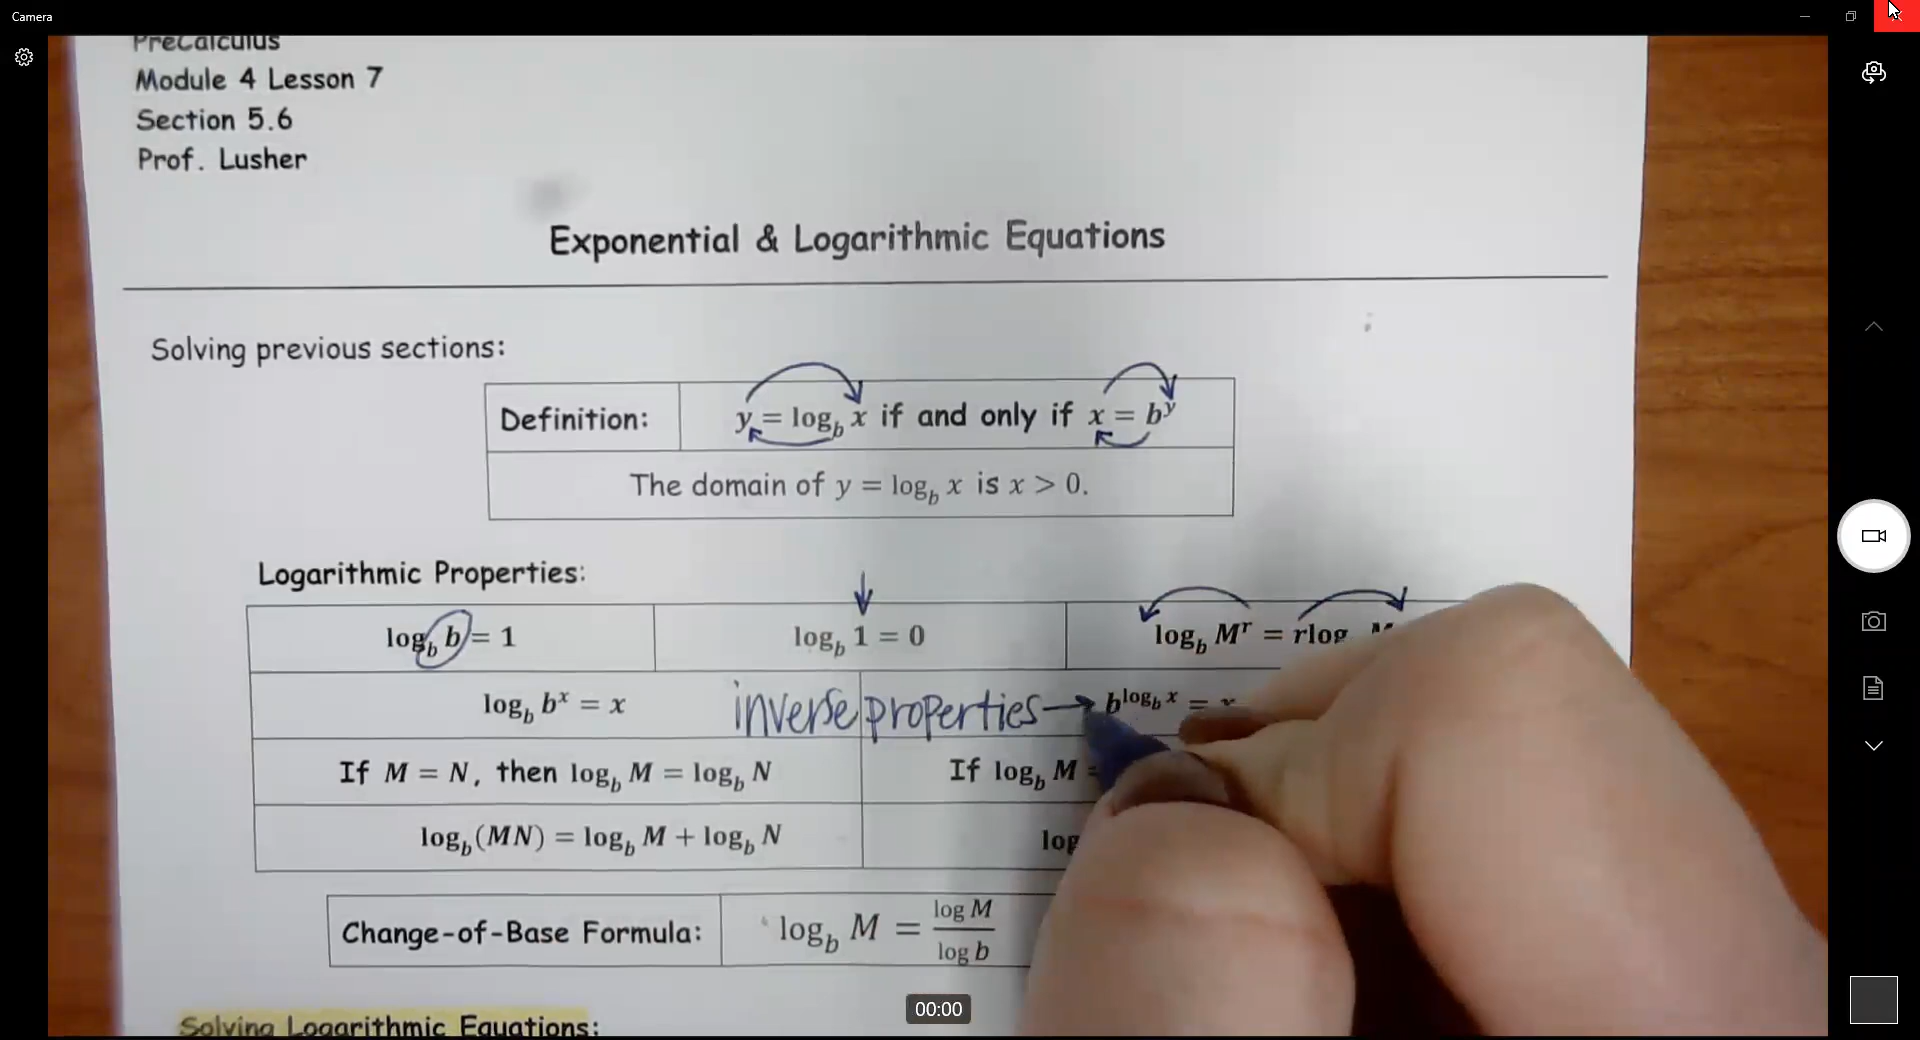 Camera
PreCalculus
Module 4 Lesson 7
Section 5.6
Prof. Lusher
Exponential & Logarithmic Equations
Solving previous sections:
Definition: y = log_b x if and only if x = b^y
The domain of y = log_b x is x > 0.
Logarithmic Properties:
log_b b = 1 log_b 1 = 0 log_b M^r = rlog
log_b b^x = x inverse properties → b^{log_b x} =
If M = N, then log_b M = log_b N If log_b M =
log_b (MN) = log_b M + log_b N log
Change-of-Base Formula: log_b M = log M / log b
00:00
Solving Logarithmic Equations: